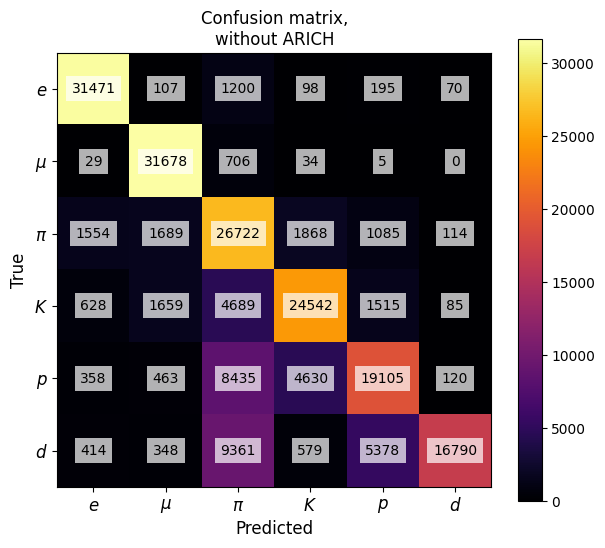 Confusion matrix,
without ARICH
True
e 31471 107 1200 98 195 70
μ 29 31678 706 34 5 0
π 1554 1689 26722 1868 1085 114
K 628 1659 4689 24542 1515 85
p 358 463 8435 4630 19105 120
d 414 348 9361 579 5378 16790
e μ π K p d
Predicted
30000
25000
20000
15000
10000
5000
0